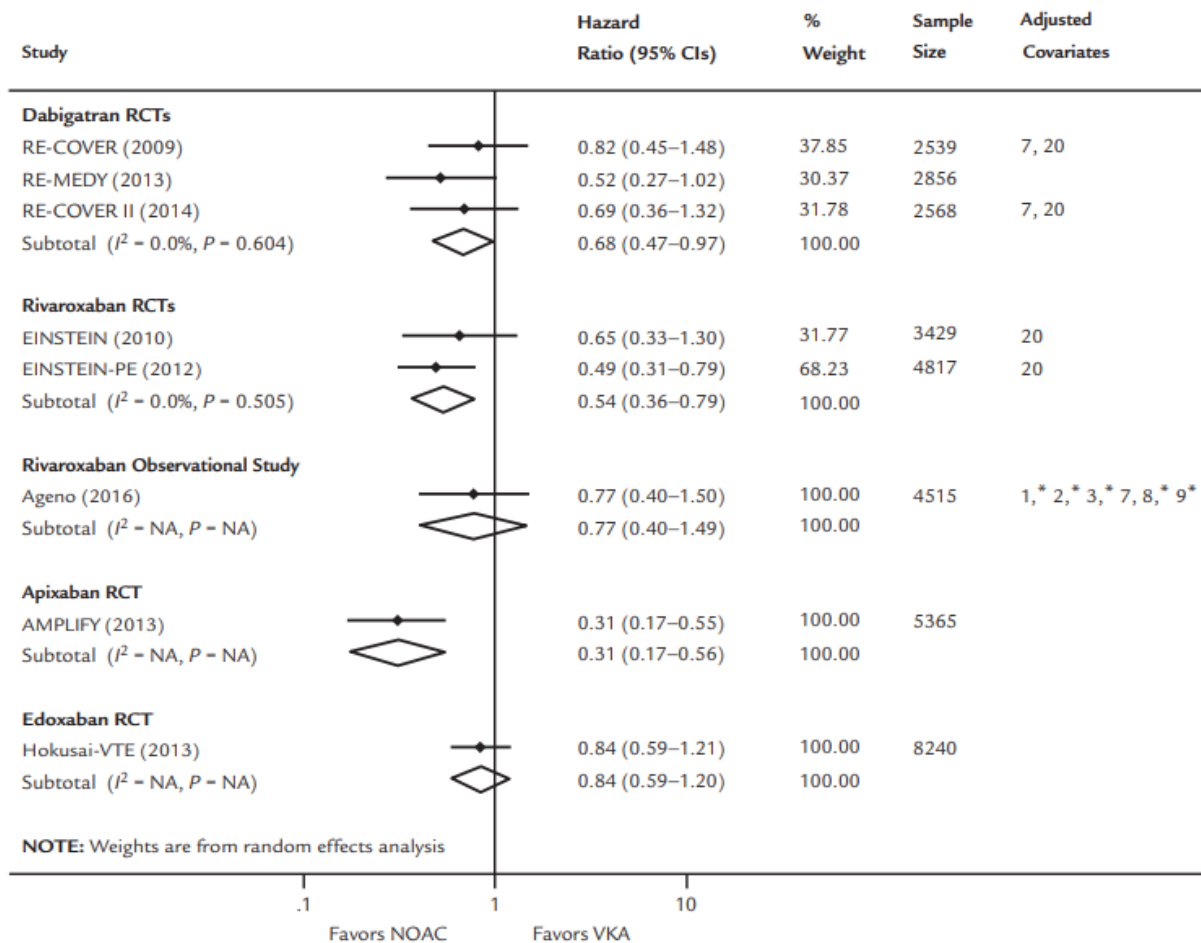 Study Hazard Ratio (95% CIs) % Weight Sample Size Adjusted Covariates
Dabigatran RCTs
RE-COVER (2009) 0.82 (0.45–1.48) 37.85 2539 7, 20
RE-MEDY (2013) 0.52 (0.27–1.02) 30.37 2856
RE-COVER II (2014) 0.69 (0.36–1.32) 31.78 2568 7, 20
Subtotal (I² = 0.0%, P = 0.604) 0.68 (0.47–0.97) 100.00
Rivaroxaban RCTs
EINSTEIN (2010) 0.65 (0.33–1.30) 31.77 3429 20
EINSTEIN-PE (2012) 0.49 (0.31–0.79) 68.23 4817 20
Subtotal (I² = 0.0%, P = 0.505) 0.54 (0.36–0.79) 100.00
Rivaroxaban Observational Study
Ageno (2016) 0.77 (0.40–1.50) 100.00 4515 1,* 2,* 3,* 7, 8,* 9*
Subtotal (I² = NA, P = NA) 0.77 (0.40–1.49) 100.00
Apixaban RCT
AMPLIFY (2013) 0.31 (0.17–0.55) 100.00 5365
Subtotal (I² = NA, P = NA) 0.31 (0.17–0.56) 100.00
Edoxaban RCT
Hokusai-VTE (2013) 0.84 (0.59–1.21) 100.00 8240
Subtotal (I² = NA, P = NA) 0.84 (0.59–1.20) 100.00
NOTE: Weights are from random effects analysis
.1 1 10
Favors NOAC Favors VKA